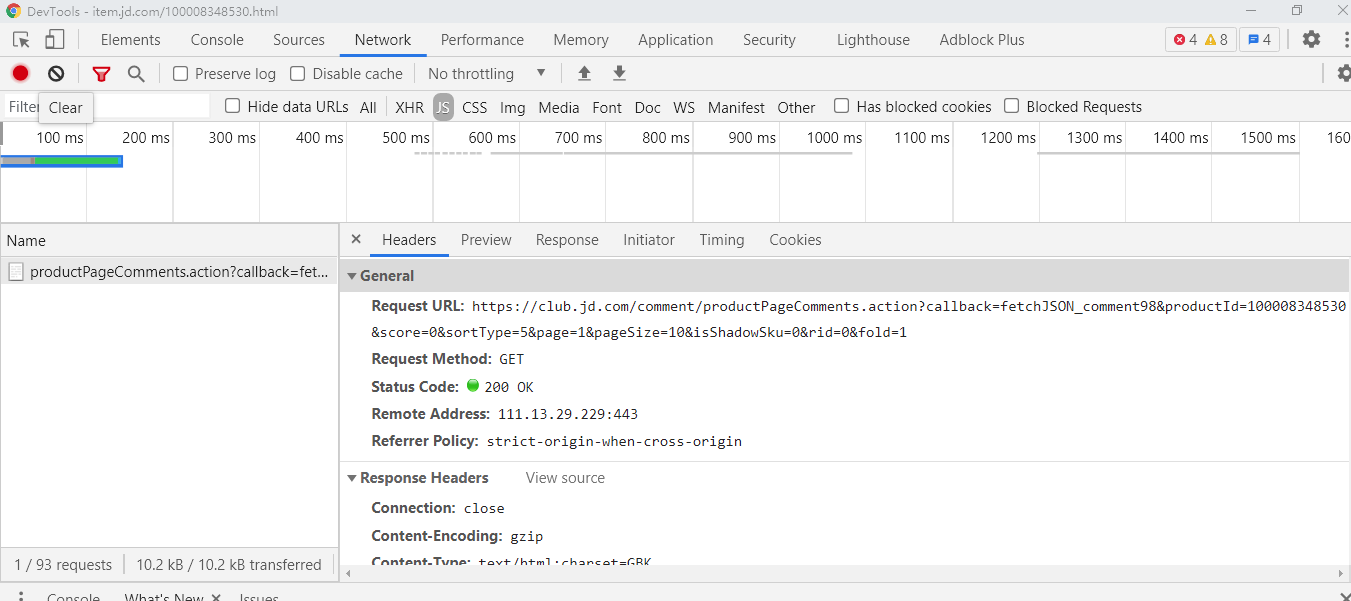 DevTools - item.jd.com/100008348530.html
Elements Console Sources Network Performance Memory Application Security Lighthouse Adblock Plus 4 8 4
Preserve log Disable cache No throttling
Filter Clear Hide data URLs All XHR JS CSS Img Media Font Doc WS Manifest Other Has blocked cookies Blocked Requests
100 ms 200 ms 300 ms 400 ms 500 ms 600 ms 700 ms 800 ms 900 ms 1000 ms 1100 ms 1200 ms 1300 ms 1400 ms 1500 ms 160
Name
productPageComments.action?callback=fet...
1 / 93 requests 10.2 kB / 10.2 kB transferred
Headers Preview Response Initiator Timing Cookies
General
Request URL: https://club.jd.com/comment/productPageComments.action?callback=fetchJSON_comment98&productId=100008348530
&score=0&sortType=5&page=1&pageSize=10&isShadowSku=0&rid=0&fold=1
Request Method: GET
Status Code: 200 OK
Remote Address: 111.13.29.229:443
Referrer Policy: strict-origin-when-cross-origin
Response Headers View source
Connection: close
Content-Encoding: gzip
Content-Type: text/html;charset=GBK
Console What's New Issues